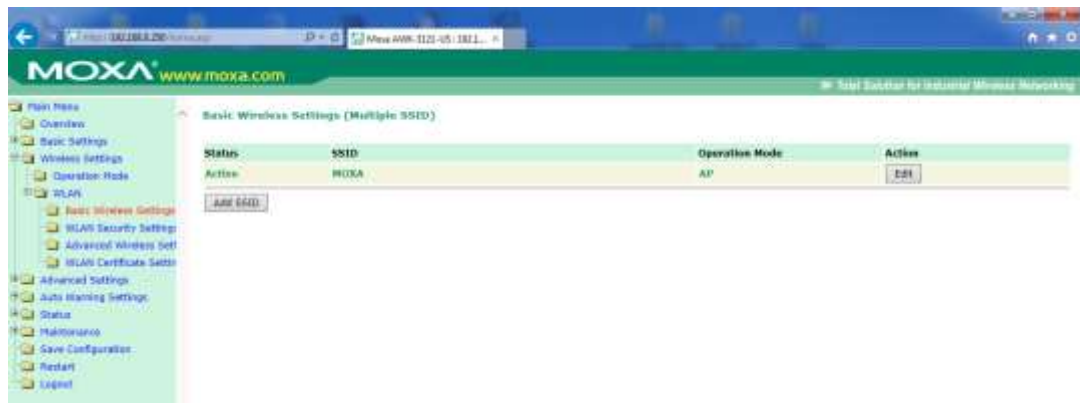 MOXA www.moxa.com
Total Solution for Industrial Wireless Networking
Main Menu
Overview
Basic Settings
Wireless Settings
Operation Mode
WLAN
Basic Wireless Settings
WLAN Security Settings
Advanced Wireless Sett
WLAN Certificate Settin
Advanced Settings
Auto Warning Settings
Status
Maintenance
Save Configuration
Restart
Logout
Basic Wireless Settings (Multiple SSID)
Status SSID Operation Mode Action
Active MOXA AP Edit
Add SSID